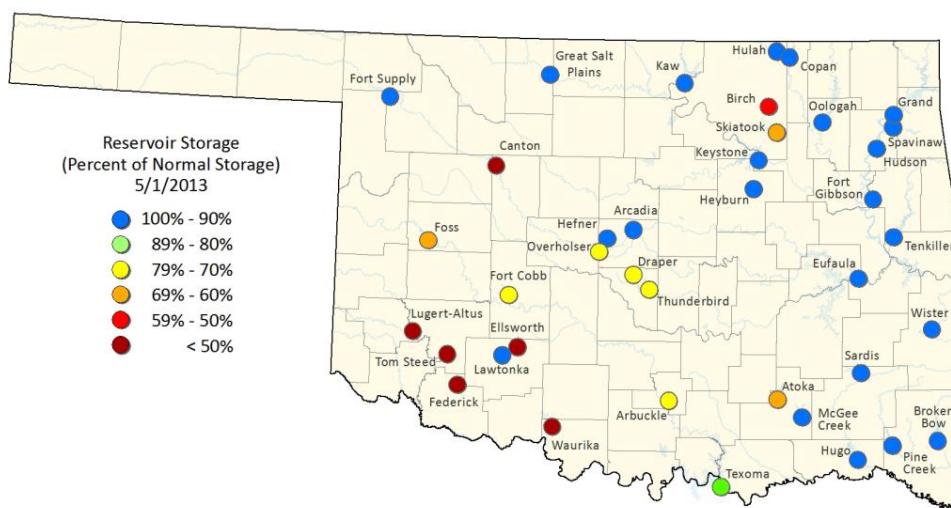 Hulah
Great Salt
Plains
Kaw
Copan
Fort Supply
Birch
Oologah
Grand
Skiatook
Spavinaw
Reservoir Storage
(Percent of Normal Storage)
5/1/2013
Canton
Keystone
Hudson
Heyburn
Fort
Gibbson
100% - 90%
89% - 80%
79% - 70%
69% - 60%
59% - 50%
< 50%
Foss
Hefner
Arcadia
Overholser
Tenkiller
Draper
Eufaula
Fort Cobb
Thunderbird
Lugert-Altus
Ellsworth
Wister
Tom Steed
Lawtonka
Sardis
Federick
Atoka
Arbuckle
McGee
Creek
Broken
Bow
Waurika
Hugo
Pine
Creek
Texoma